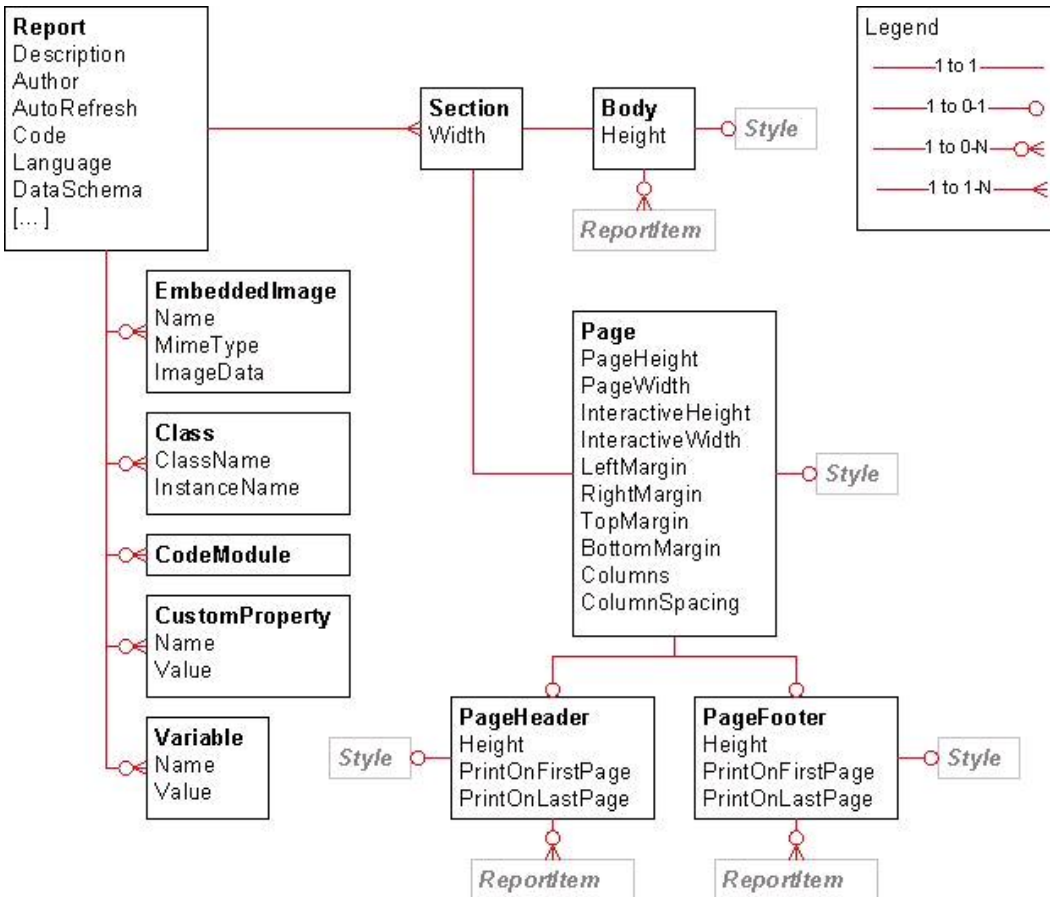 Report
Description
Author
AutoRefresh
Code
Language
DataSchema
[... ]
Section
Width
Body
Height
Style
ReportItem
Legend
1 to 1
1 to 0-1
1 to 0-N
1 to 1-N
EmbeddedImage
Name
MimeType
ImageData
Class
ClassName
InstanceName
CodeModule
CustomProperty
Name
Value
Variable
Name
Value
Page
PageHeight
PageWidth
InteractiveHeight
InteractiveWidth
LeftMargin
RightMargin
TopMargin
BottomMargin
Columns
ColumnSpacing
Style
Style
PageHeader
Height
PrintOnFirstPage
PrintOnLastPage
ReportItem
PageFooter
Height
PrintOnFirstPage
PrintOnLastPage
Style
ReportItem